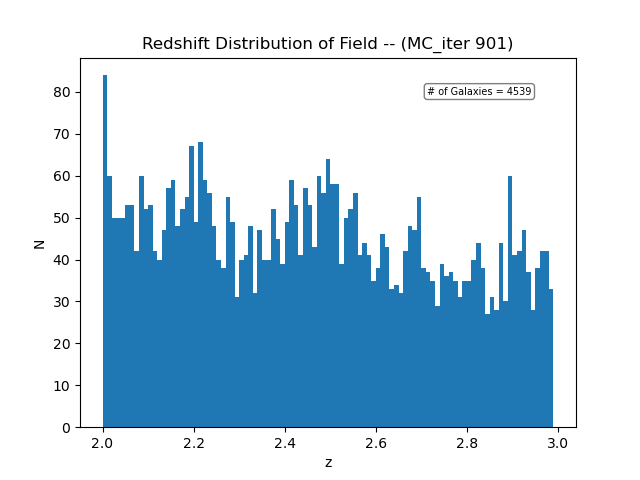 Redshift Distribution of Field -- (MC_iter 901)
# of Galaxies = 4539
80
70
60
50
40
30
20
10
0
N
2.0 2.2 2.4 2.6 2.8 3.0
z